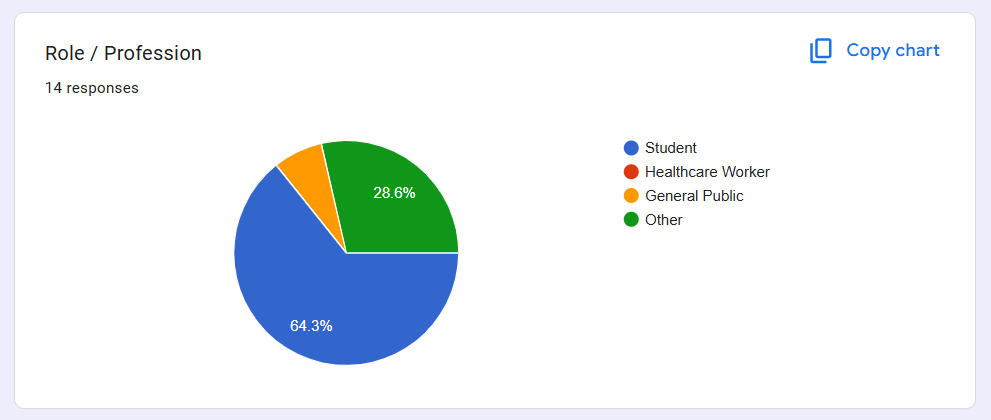 Role / Profession
Copy chart
14 responses
Student
Healthcare Worker
General Public
Other
28.6%
64.3%